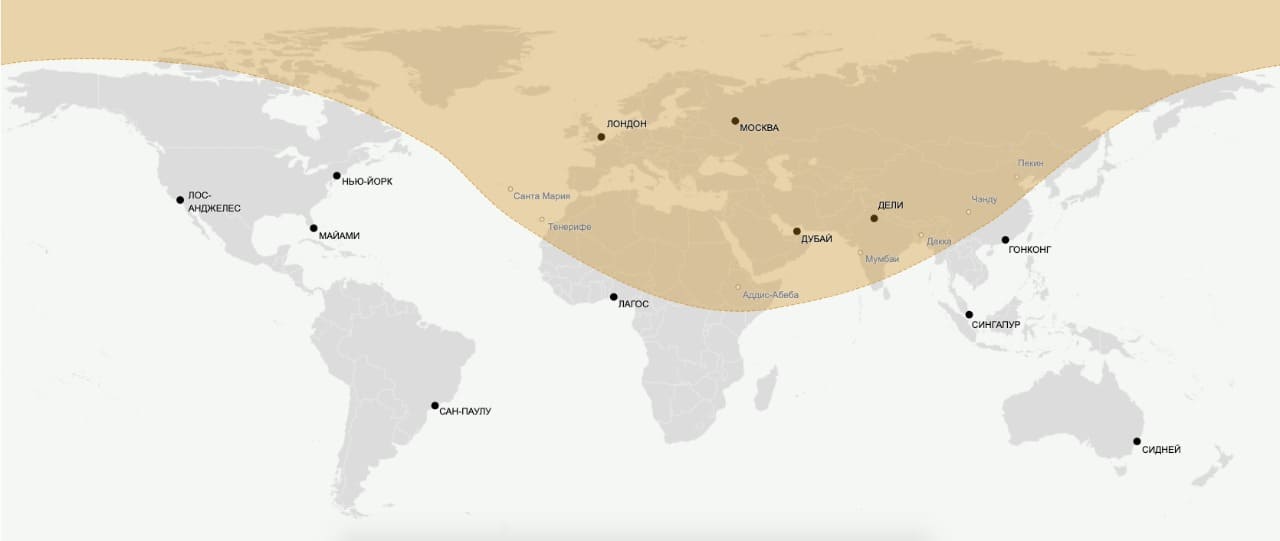 ЛОНДОН
МОСКВА
Пекин
НЬЮ-ЙОРК
Санта Мария
ЛОС-
АНДЖЕЛЕС
Чанду
ДЕЛИ
Тенерифе
МАЙАМИ
ДУБАЙ
Дакка
ГОНКОНГ
Мумбаи
Аддис-Абеба
ЛАГОС
СИНГАПУР
САН-ПАУЛУ
СИДНЕЙ